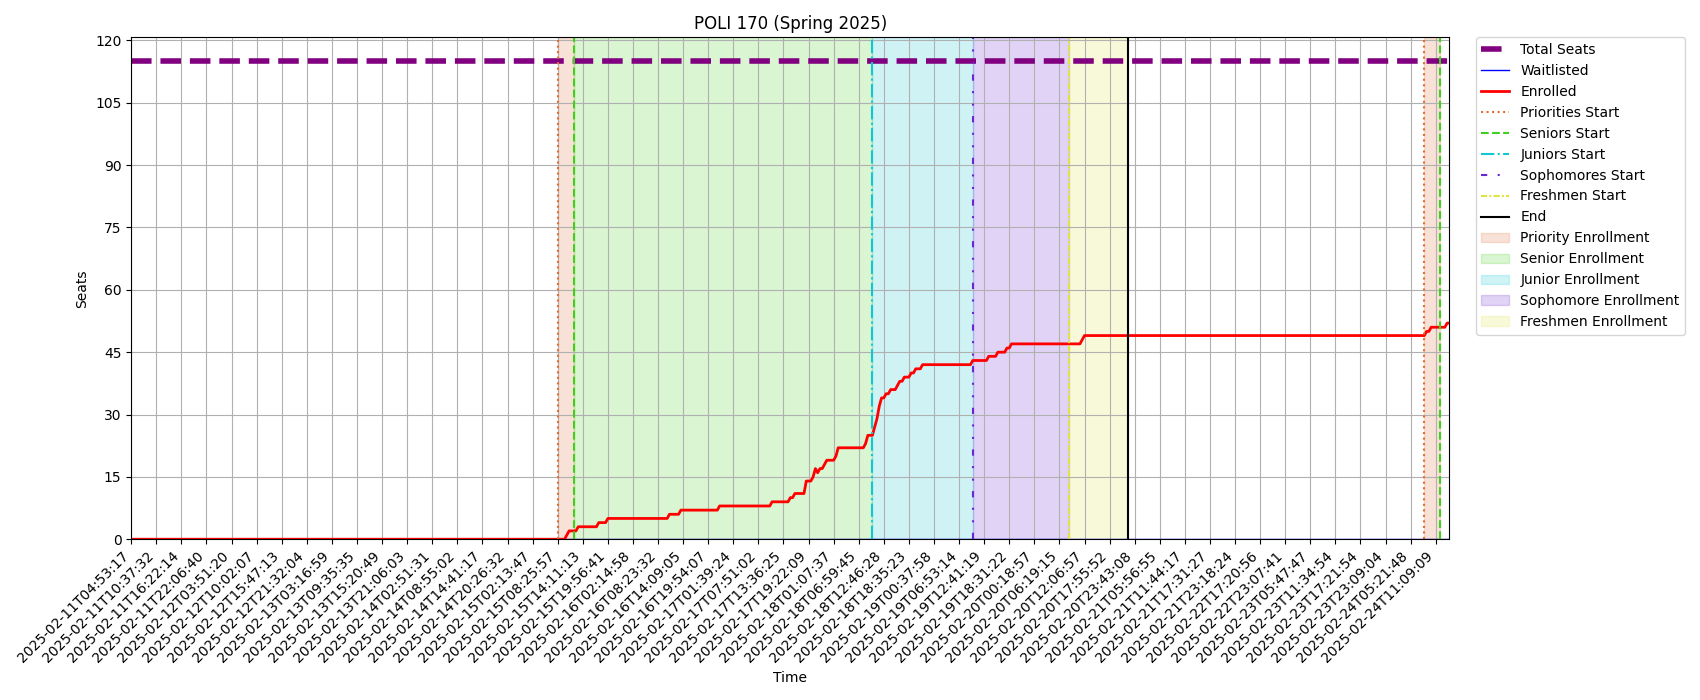 POLI 170 (Spring 2025)
120
105
90
75
60
45
30
15
0
Seats
2025-02-11T04:53:17
2025-02-11T10:37:32
2025-02-11T16:22:14
2025-02-11T22:06:40
2025-02-12T03:51:20
2025-02-12T10:02:07
2025-02-12T15:47:13
2025-02-12T21:32:04
2025-02-13T03:16:59
2025-02-13T09:35:35
2025-02-13T15:20:49
2025-02-13T21:06:03
2025-02-14T02:51:31
2025-02-14T08:55:02
2025-02-14T14:41:17
2025-02-14T20:26:32
2025-02-15T02:13:47
2025-02-15T08:25:57
2025-02-15T14:11:13
2025-02-15T19:56:41
2025-02-16T02:14:58
2025-02-16T08:23:32
2025-02-16T14:09:05
2025-02-16T19:54:07
2025-02-17T01:39:24
2025-02-17T07:51:02
2025-02-17T13:36:25
2025-02-17T19:22:09
2025-02-18T01:07:37
2025-02-18T06:59:45
2025-02-18T12:46:28
2025-02-18T18:35:23
2025-02-19T00:37:58
2025-02-19T06:53:14
2025-02-19T12:41:19
2025-02-19T18:31:22
2025-02-20T00:18:57
2025-02-20T06:19:15
2025-02-20T12:06:57
2025-02-20T17:55:52
2025-02-20T23:43:08
2025-02-21T05:56:55
2025-02-21T11:44:17
2025-02-21T17:31:27
2025-02-21T23:18:24
2025-02-22T17:20:56
2025-02-22T23:07:41
2025-02-23T05:47:47
2025-02-23T11:34:54
2025-02-23T17:21:54
2025-02-23T23:09:04
2025-02-24T05:21:48
2025-02-24T11:09:09
Time
Total Seats
Waitlisted
Enrolled
Priorities Start
Seniors Start
Juniors Start
Sophomores Start
Freshmen Start
End
Priority Enrollment
Senior Enrollment
Junior Enrollment
Sophomore Enrollment
Freshmen Enrollment